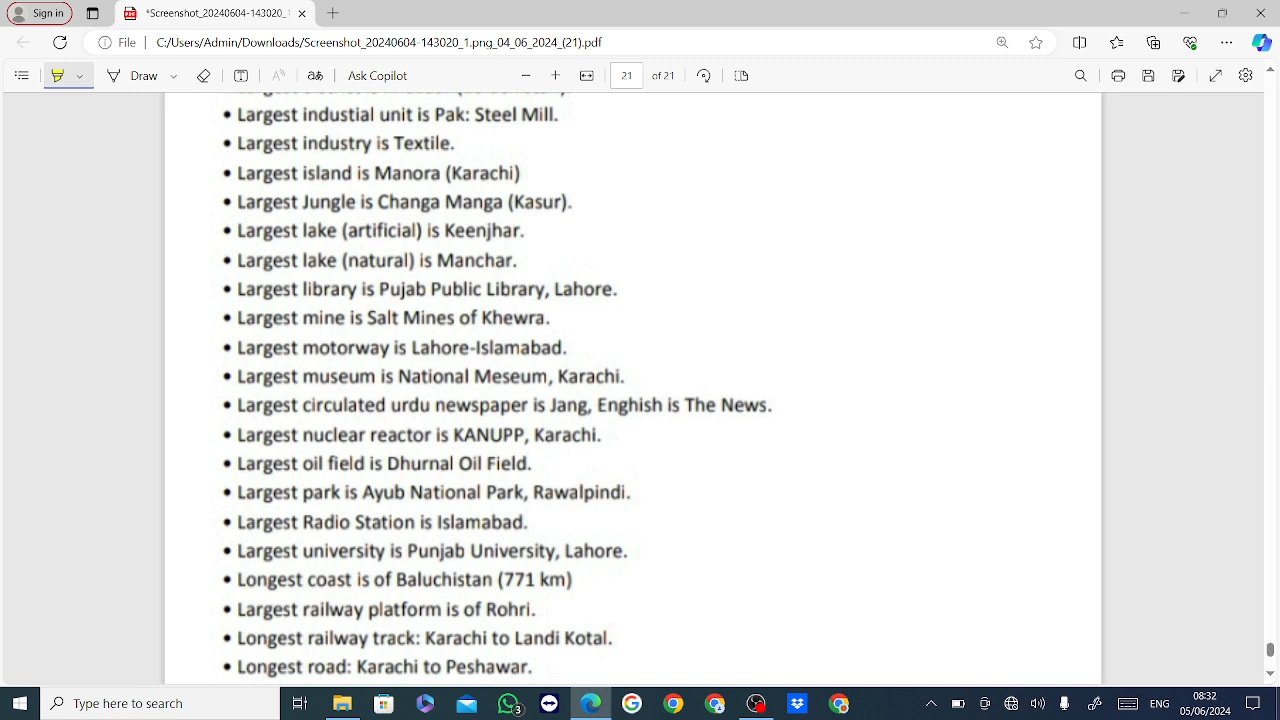 Sign in
*Screenshot_20240604-143020_1
File
C:/Users/Admin/Downloads/Screenshot_20240604-143020_1.png_04_06_2024_(21).pdf
Draw
Ask Copilot
21 of 21
• Largest industial unit is Pak: Steel Mill.
• Largest industry is Textile.
• Largest island is Manora (Karachi)
• Largest Jungle is Changa Manga (Kasur).
• Largest lake (artificial) is Keenjhar.
• Largest lake (natural) is Manchar.
• Largest library is Pujab Public Library, Lahore.
• Largest mine is Salt Mines of Khewra.
• Largest motorway is Lahore-Islamabad.
• Largest museum is National Meseum, Karachi.
• Largest circulated urdu newspaper is Jang, Enghish is The News.
• Largest nuclear reactor is KANUPP, Karachi.
• Largest oil field is Dhurnal Oil Field.
• Largest park is Ayub National Park, Rawalpindi.
• Largest Radio Station is Islamabad.
• Largest university is Punjab University, Lahore.
• Longest coast is of Baluchistan (771 km)
• Largest railway platform is of Rohri.
• Longest railway track: Karachi to Landi Kotal.
• Longest road: Karachi to Peshawar.
Type here to search
3
ENG
08:32
05/06/2024